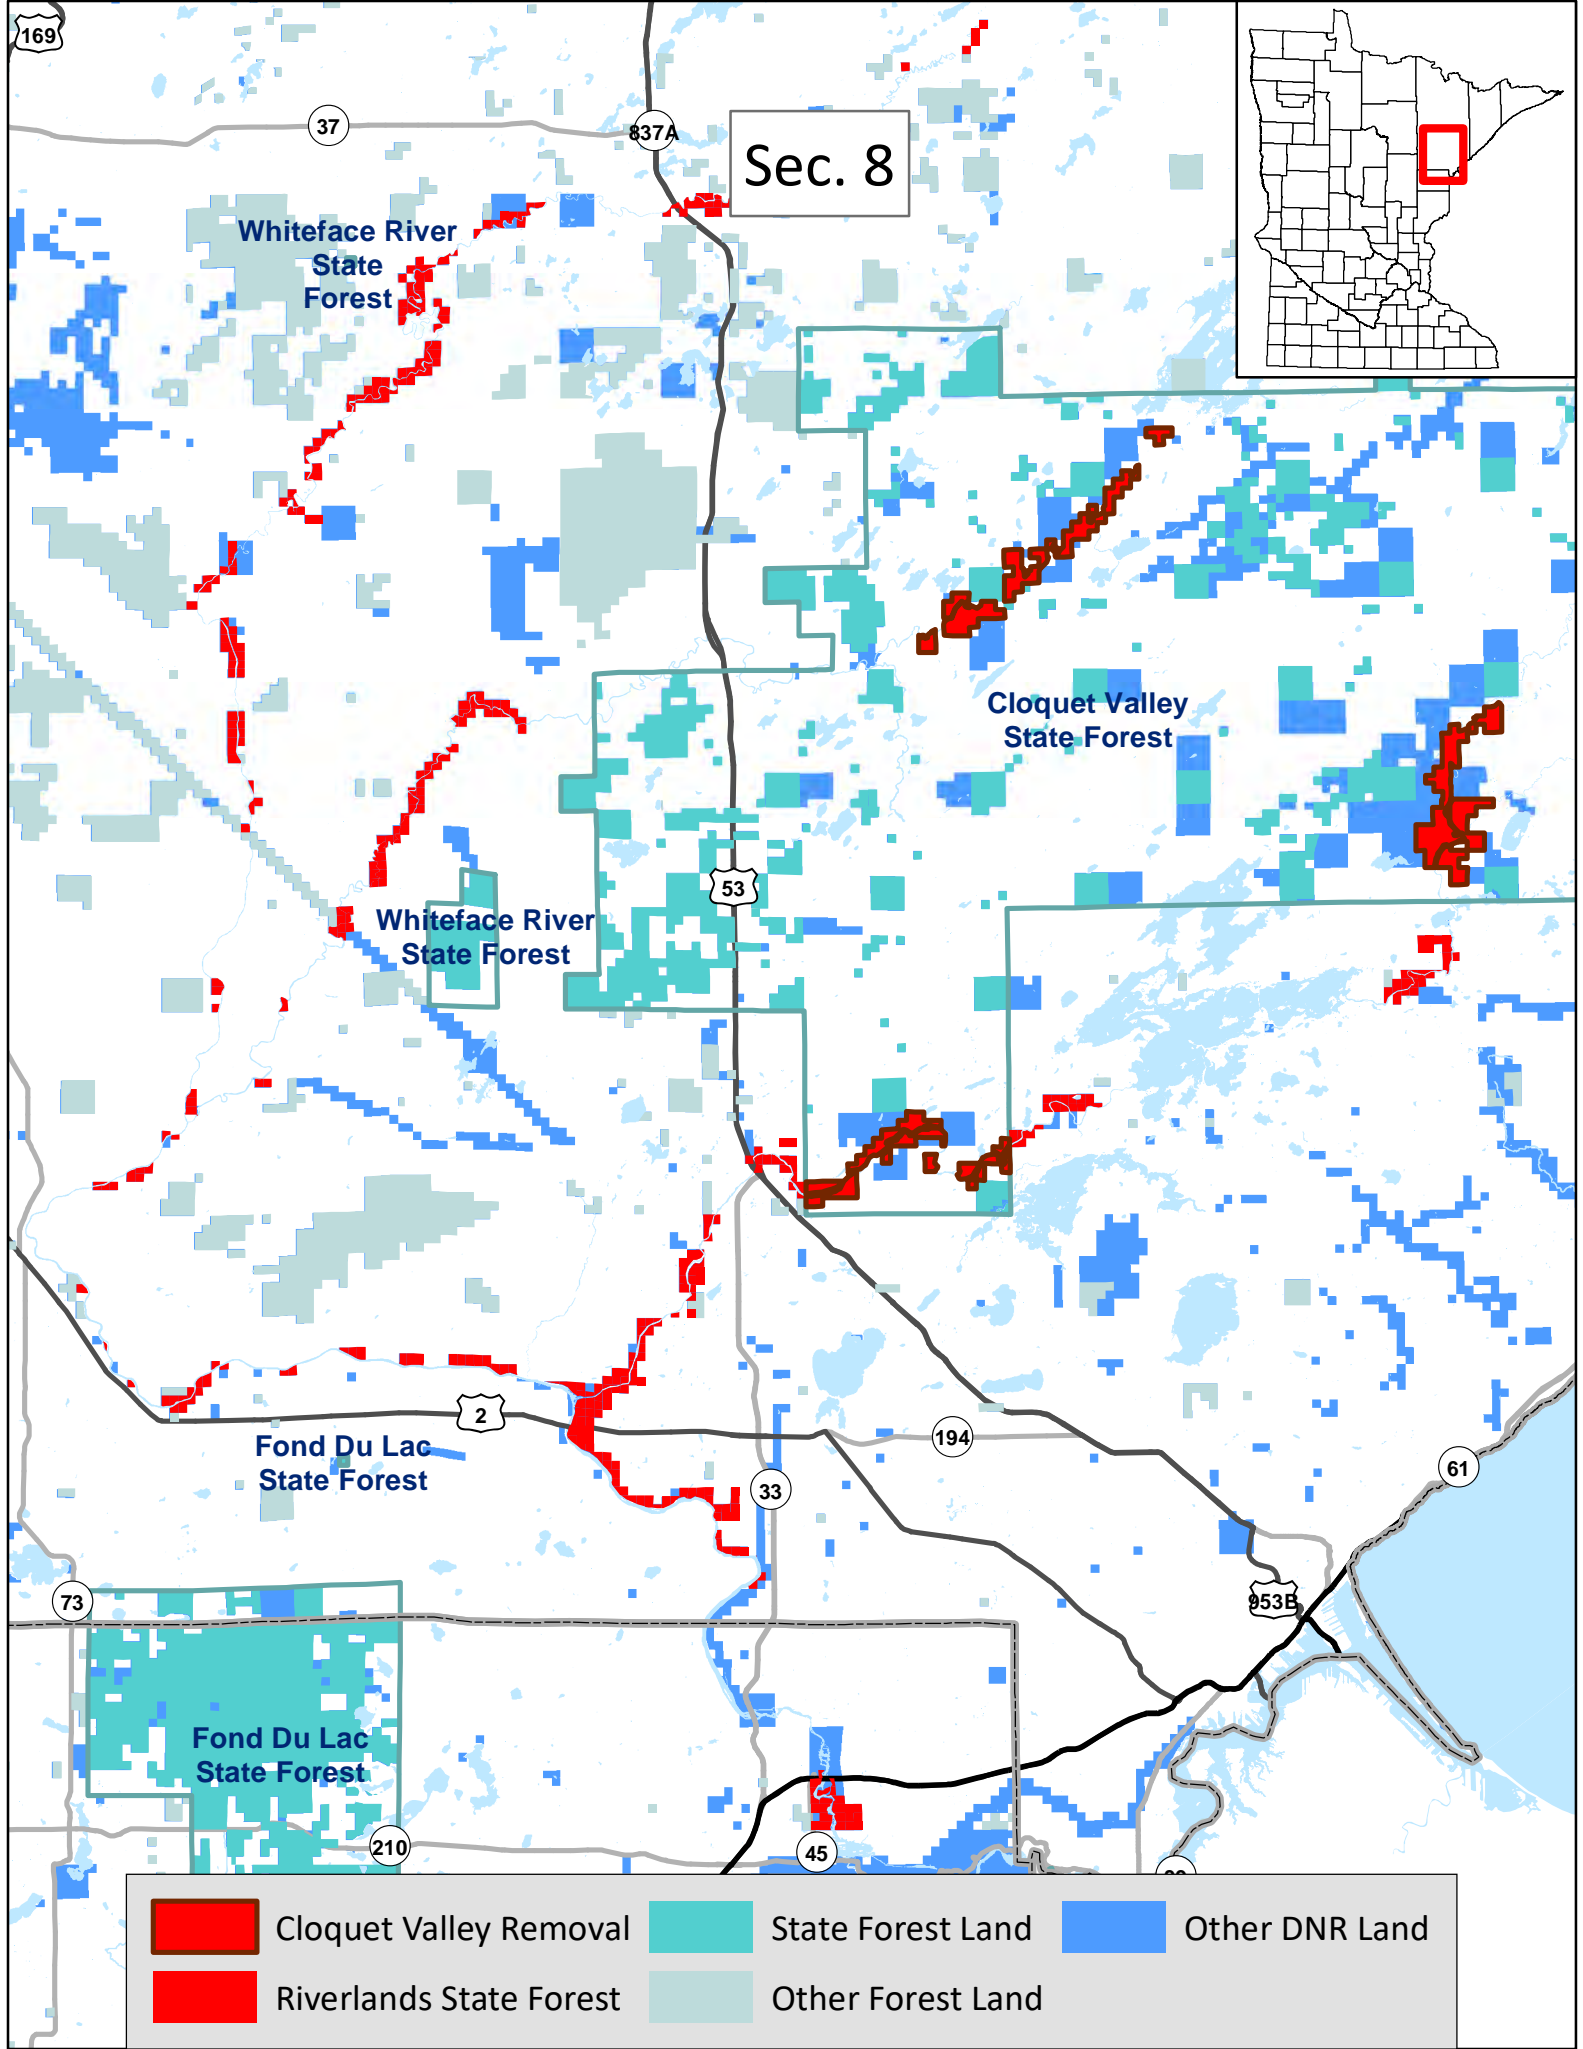 169
37
837A
Sec. 8
Whiteface River
State
Forest
Cloquet Valley
State Forest
53
Whiteface River
State Forest
2
194
Fond Du Lac
State Forest
61
33
73
953B
Fond Du Lac
State Forest
210
45
Cloquet Valley Removal
State Forest Land
Other DNR Land
Riverlands State Forest
Other Forest Land